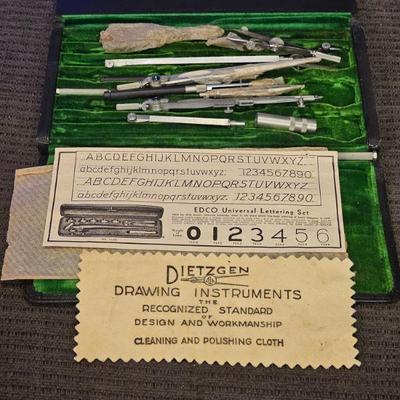 ABCDEFGHIJKLMNOPQRSTUVWXYZ
abcdefghijklmnopqrstuvwxyz 1234567890
ABCDEFGHIJKLMNOPQRSTUVWXYZ
abcdefghijklmnopqrstuvwxyz 1234567890
EDCO Universal Lettering Set
0123456
DIETZGEN
DRAWING INSTRUMENTS
THE
RECOGNIZED STANDARD
OF
DESIGN AND WORKMANSHIP
CLEANING AND POLISHING CLOTH